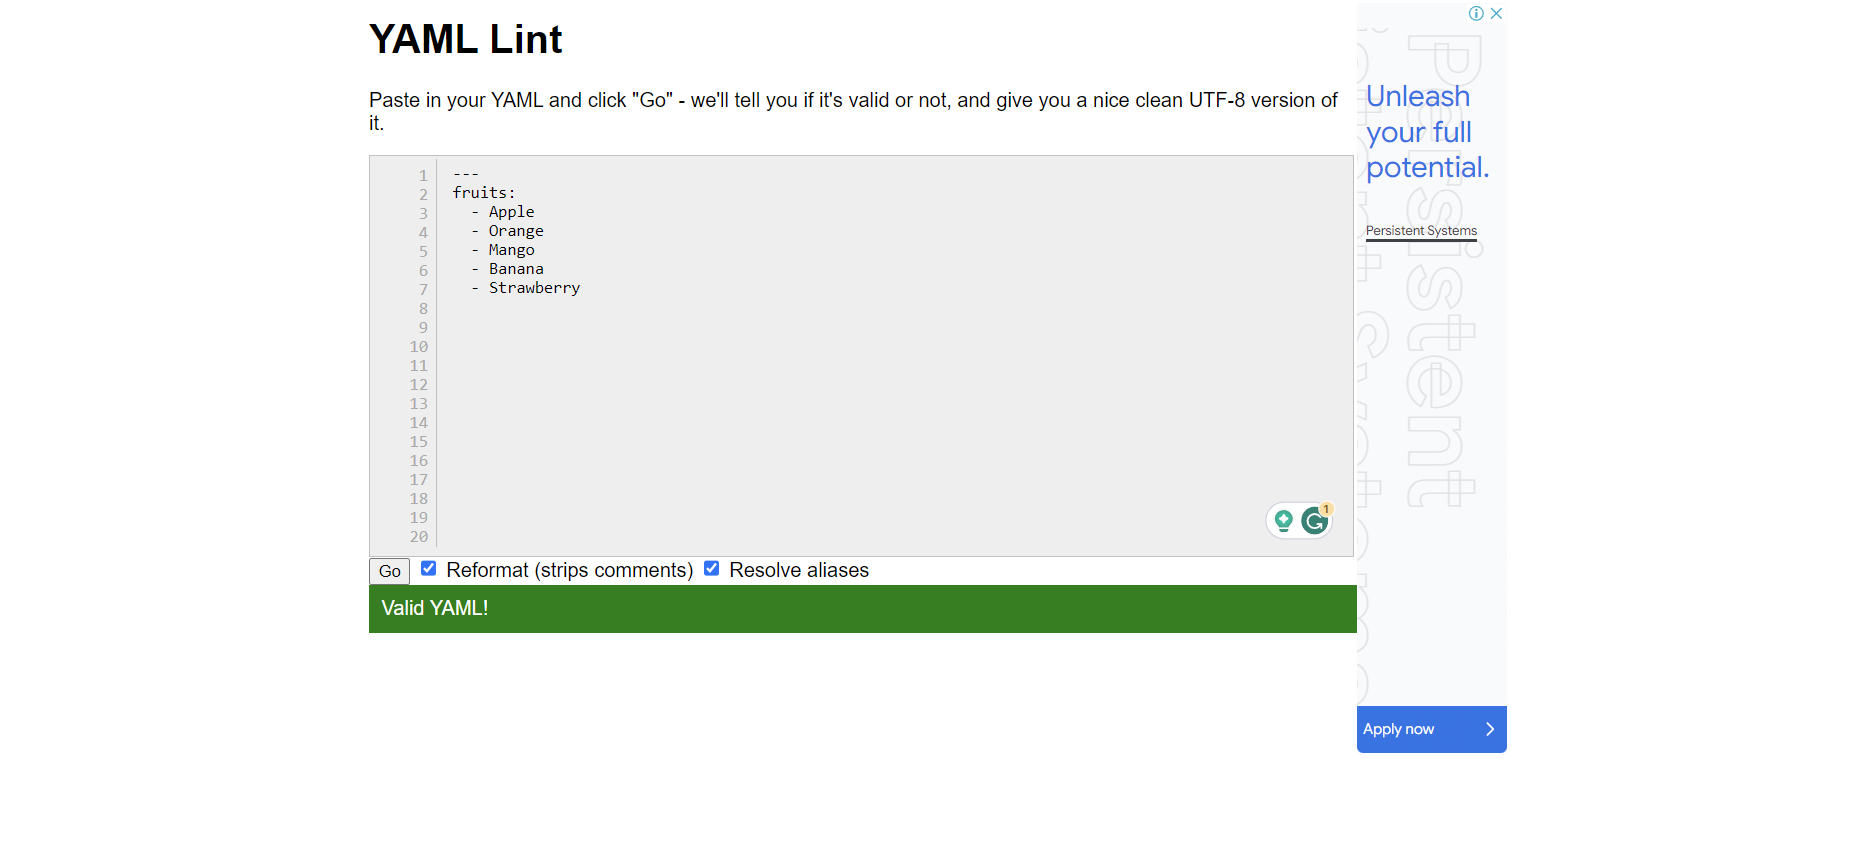 YAML Lint
Paste in your YAML and click "Go" - we'll tell you if it's valid or not, and give you a nice clean UTF-8 version of
it.
1 ---
2 fruits:
3   - Apple
4   - Orange
5   - Mango
6   - Banana
7   - Strawberry
8
9
10
11
12
13
14
15
16
17
18
19
20
1
Go Reformat (strips comments) Resolve aliases
Valid YAML!
Unleash
your full
potential.
Persistent Systems
Persistent
Apply now